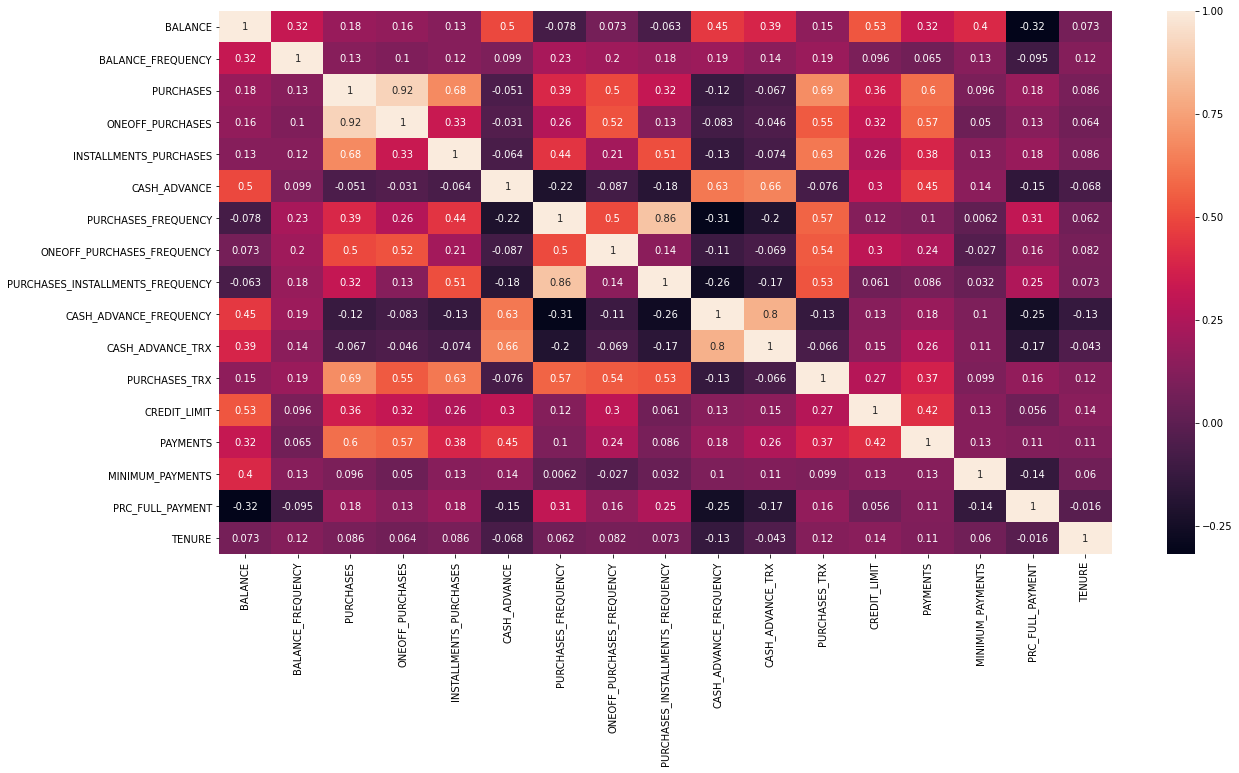 BALANCE 1 0.32 0.18 0.16 0.13 0.5 -0.078 0.073 -0.063 0.45 0.39 0.15 0.53 0.32 0.4 -0.32 0.073
BALANCE_FREQUENCY 0.32 1 0.13 0.1 0.12 0.099 0.23 0.2 0.18 0.19 0.14 0.19 0.096 0.065 0.13 -0.095 0.12
PURCHASES 0.18 0.13 1 0.92 0.68 -0.051 0.39 0.5 0.32 -0.12 -0.067 0.69 0.36 0.6 0.096 0.18 0.086
ONEOFF_PURCHASES 0.16 0.1 0.92 1 0.33 -0.031 0.26 0.52 0.13 -0.083 -0.046 0.55 0.32 0.57 0.05 0.13 0.064
INSTALLMENTS_PURCHASES 0.13 0.12 0.68 0.33 1 -0.064 0.44 0.21 0.51 -0.13 -0.074 0.63 0.26 0.38 0.13 0.18 0.086
CASH_ADVANCE 0.5 0.099 -0.051 -0.031 -0.064 1 -0.22 -0.087 -0.18 0.63 0.66 -0.076 0.3 0.45 0.14 -0.15 -0.068
PURCHASES_FREQUENCY -0.078 0.23 0.39 0.26 0.44 -0.22 1 0.5 0.86 -0.31 -0.2 0.57 0.12 0.1 0.0062 0.31 0.062
ONEOFF_PURCHASES_FREQUENCY 0.073 0.2 0.5 0.52 0.21 -0.087 0.5 1 0.14 -0.11 -0.069 0.54 0.3 0.24 -0.027 0.16 0.082
PURCHASES_INSTALLMENTS_FREQUENCY -0.063 0.18 0.32 0.13 0.51 -0.18 0.86 0.14 1 -0.26 -0.17 0.53 0.061 0.086 0.032 0.25 0.073
CASH_ADVANCE_FREQUENCY 0.45 0.19 -0.12 -0.083 -0.13 0.63 -0.31 -0.11 -0.26 1 0.8 -0.13 0.13 0.18 0.1 -0.25 -0.13
CASH_ADVANCE_TRX 0.39 0.14 -0.067 -0.046 -0.074 0.66 -0.2 -0.069 -0.17 0.8 1 -0.066 0.15 0.26 0.11 -0.17 -0.043
PURCHASES_TRX 0.15 0.19 0.69 0.55 0.63 -0.076 0.57 0.54 0.53 -0.13 -0.066 1 0.27 0.37 0.099 0.16 0.12
CREDIT_LIMIT 0.53 0.096 0.36 0.32 0.26 0.3 0.12 0.3 0.061 0.13 0.15 0.27 1 0.42 0.13 0.056 0.14
PAYMENTS 0.32 0.065 0.6 0.57 0.38 0.45 0.1 0.24 0.086 0.18 0.26 0.37 0.42 1 0.13 0.11 0.11
MINIMUM_PAYMENTS 0.4 0.13 0.096 0.05 0.13 0.14 0.0062 -0.027 0.032 0.1 0.11 0.099 0.13 0.13 1 -0.14 0.06
PRC_FULL_PAYMENT -0.32 -0.095 0.18 0.13 0.18 -0.15 0.31 0.16 0.25 -0.25 -0.17 0.16 0.056 0.11 -0.14 1 -0.016
TENURE 0.073 0.12 0.086 0.064 0.086 -0.068 0.062 0.082 0.073 -0.13 -0.043 0.12 0.14 0.11 0.06 -0.016 1
BALANCE
BALANCE_FREQUENCY
PURCHASES
ONEOFF_PURCHASES
INSTALLMENTS_PURCHASES
CASH_ADVANCE
PURCHASES_FREQUENCY
ONEOFF_PURCHASES_FREQUENCY
PURCHASES_INSTALLMENTS_FREQUENCY
CASH_ADVANCE_FREQUENCY
CASH_ADVANCE_TRX
PURCHASES_TRX
CREDIT_LIMIT
PAYMENTS
MINIMUM_PAYMENTS
PRC_FULL_PAYMENT
TENURE
1.00
0.75
0.50
0.25
0.00
-0.25